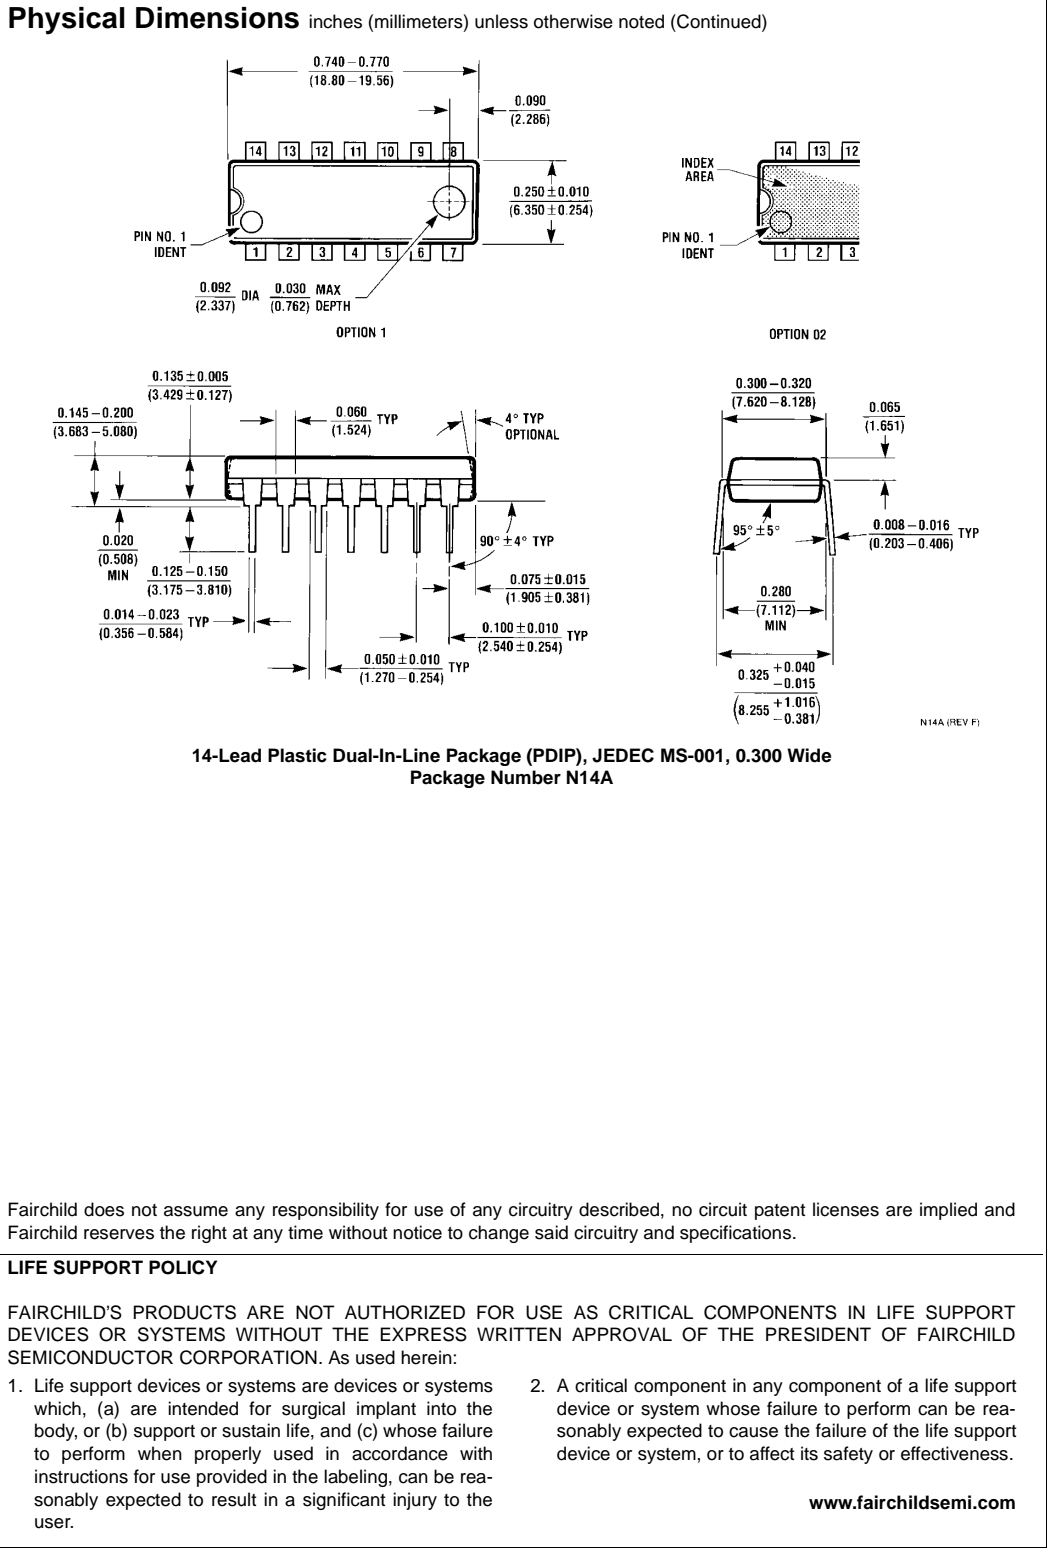 Physical Dimensions inches (millimeters) unless otherwise noted (Continued)
0.740 – 0.770
(18.80 – 19.56)
0.090
(2.286)
14 13 12 11 10 9 8
0.250 ± 0.010
(6.350 ± 0.254)
PIN NO. 1
IDENT
1 2 3 4 5 6 7
0.092
(2.337)
DIA
0.030
(0.762)
MAX
DEPTH
OPTION 1
14 13 12
INDEX
AREA
PIN NO. 1
IDENT
1 2 3
OPTION 02
0.135 ± 0.005
(3.429 ± 0.127)
0.145 – 0.200
(3.683 – 5.080)
0.060
(1.524)
TYP
4° TYP
OPTIONAL
0.020
(0.508)
MIN
0.125 – 0.150
(3.175 – 3.810)
90° ± 4° TYP
0.075 ± 0.015
(1.905 ± 0.381)
0.014 – 0.023
(0.356 – 0.584)
TYP
0.100 ± 0.010
(2.540 ± 0.254)
TYP
0.050 ± 0.010
(1.270 – 0.254)
TYP
0.300 – 0.320
(7.620 – 8.128)
0.065
(1.651)
95° ± 5°
0.008 – 0.016
(0.203 – 0.406)
TYP
0.280
(7.112)
MIN
0.325 +0.040
–0.015
(8.255 +1.016
–0.381)
N14A (REV F)
14-Lead Plastic Dual-In-Line Package (PDIP), JEDEC MS-001, 0.300 Wide
Package Number N14A
Fairchild does not assume any responsibility for use of any circuitry described, no circuit patent licenses are implied and
Fairchild reserves the right at any time without notice to change said circuitry and specifications.
LIFE SUPPORT POLICY
FAIRCHILD'S PRODUCTS ARE NOT AUTHORIZED FOR USE AS CRITICAL COMPONENTS IN LIFE SUPPORT
DEVICES OR SYSTEMS WITHOUT THE EXPRESS WRITTEN APPROVAL OF THE PRESIDENT OF FAIRCHILD
SEMICONDUCTOR CORPORATION. As used herein:
1. Life support devices or systems are devices or systems
which, (a) are intended for surgical implant into the
body, or (b) support or sustain life, and (c) whose failure
to perform when properly used in accordance with
instructions for use provided in the labeling, can be rea-
sonably expected to result in a significant injury to the
user.
2. A critical component in any component of a life support
device or system whose failure to perform can be rea-
sonably expected to cause the failure of the life support
device or system, or to affect its safety or effectiveness.
www.fairchildsemi.com